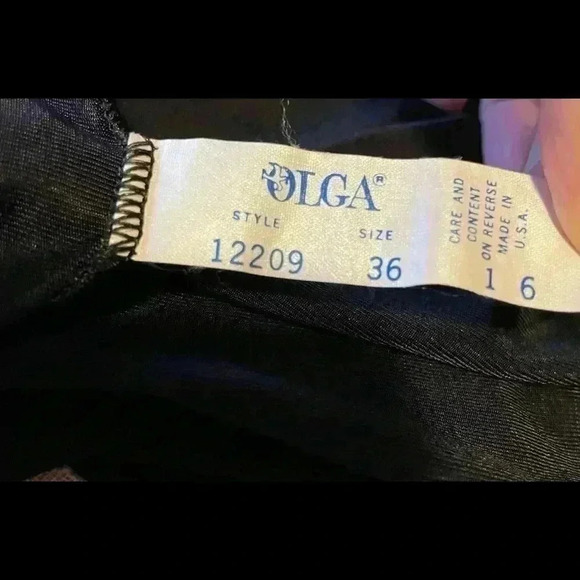 OLGA®
STYLE SIZE
12209 36
CARE AND
CONTENT
ON REVERSE
MADE IN
U.S.A.
1 6